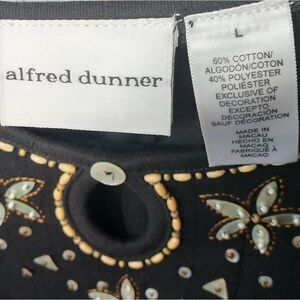 alfred dunner
L
60% COTTON/
ALGODÓN/COTON
40% POLYESTER
POLIÉSTER
EXCLUSIVE OF
DECORATION
EXCEPTO
DECORACIÓN
SAUF DÉCORATION
MADE IN
MACAU
HECHO EN
MACAO
FABRIQUÉ À
MACAO